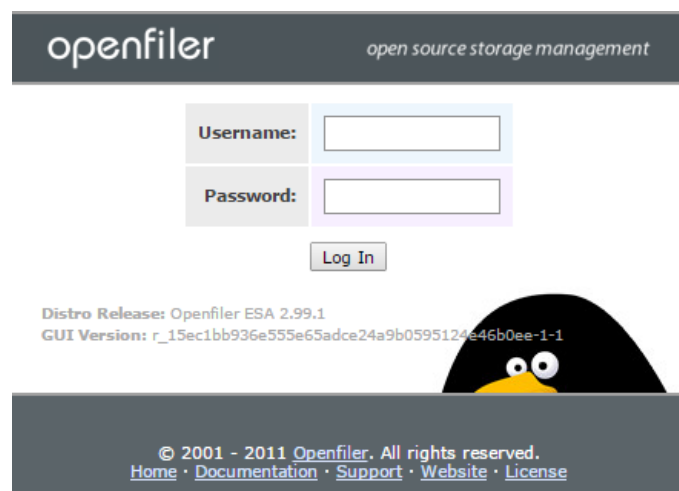 openfiler open source storage management
Username:
Password:
Log In
Distro Release: Openfiler ESA 2.99.1
GUI Version: r_15ec1bb936e555e65adce24a9b0595124e46b0ee-1-1
© 2001 - 2011 Openfiler. All rights reserved.
Home · Documentation · Support · Website · License